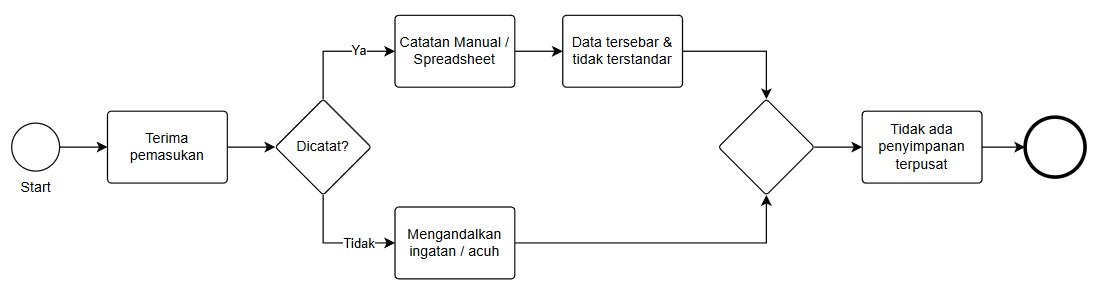 Start
Terima
pemasukan
Dicatat?
Ya
Catatan Manual /
Spreadsheet
Data tersebar &
tidak terstandar
Tidak
Mengandalkan
ingatan / acuh
Tidak ada
penyimpanan
terpusat